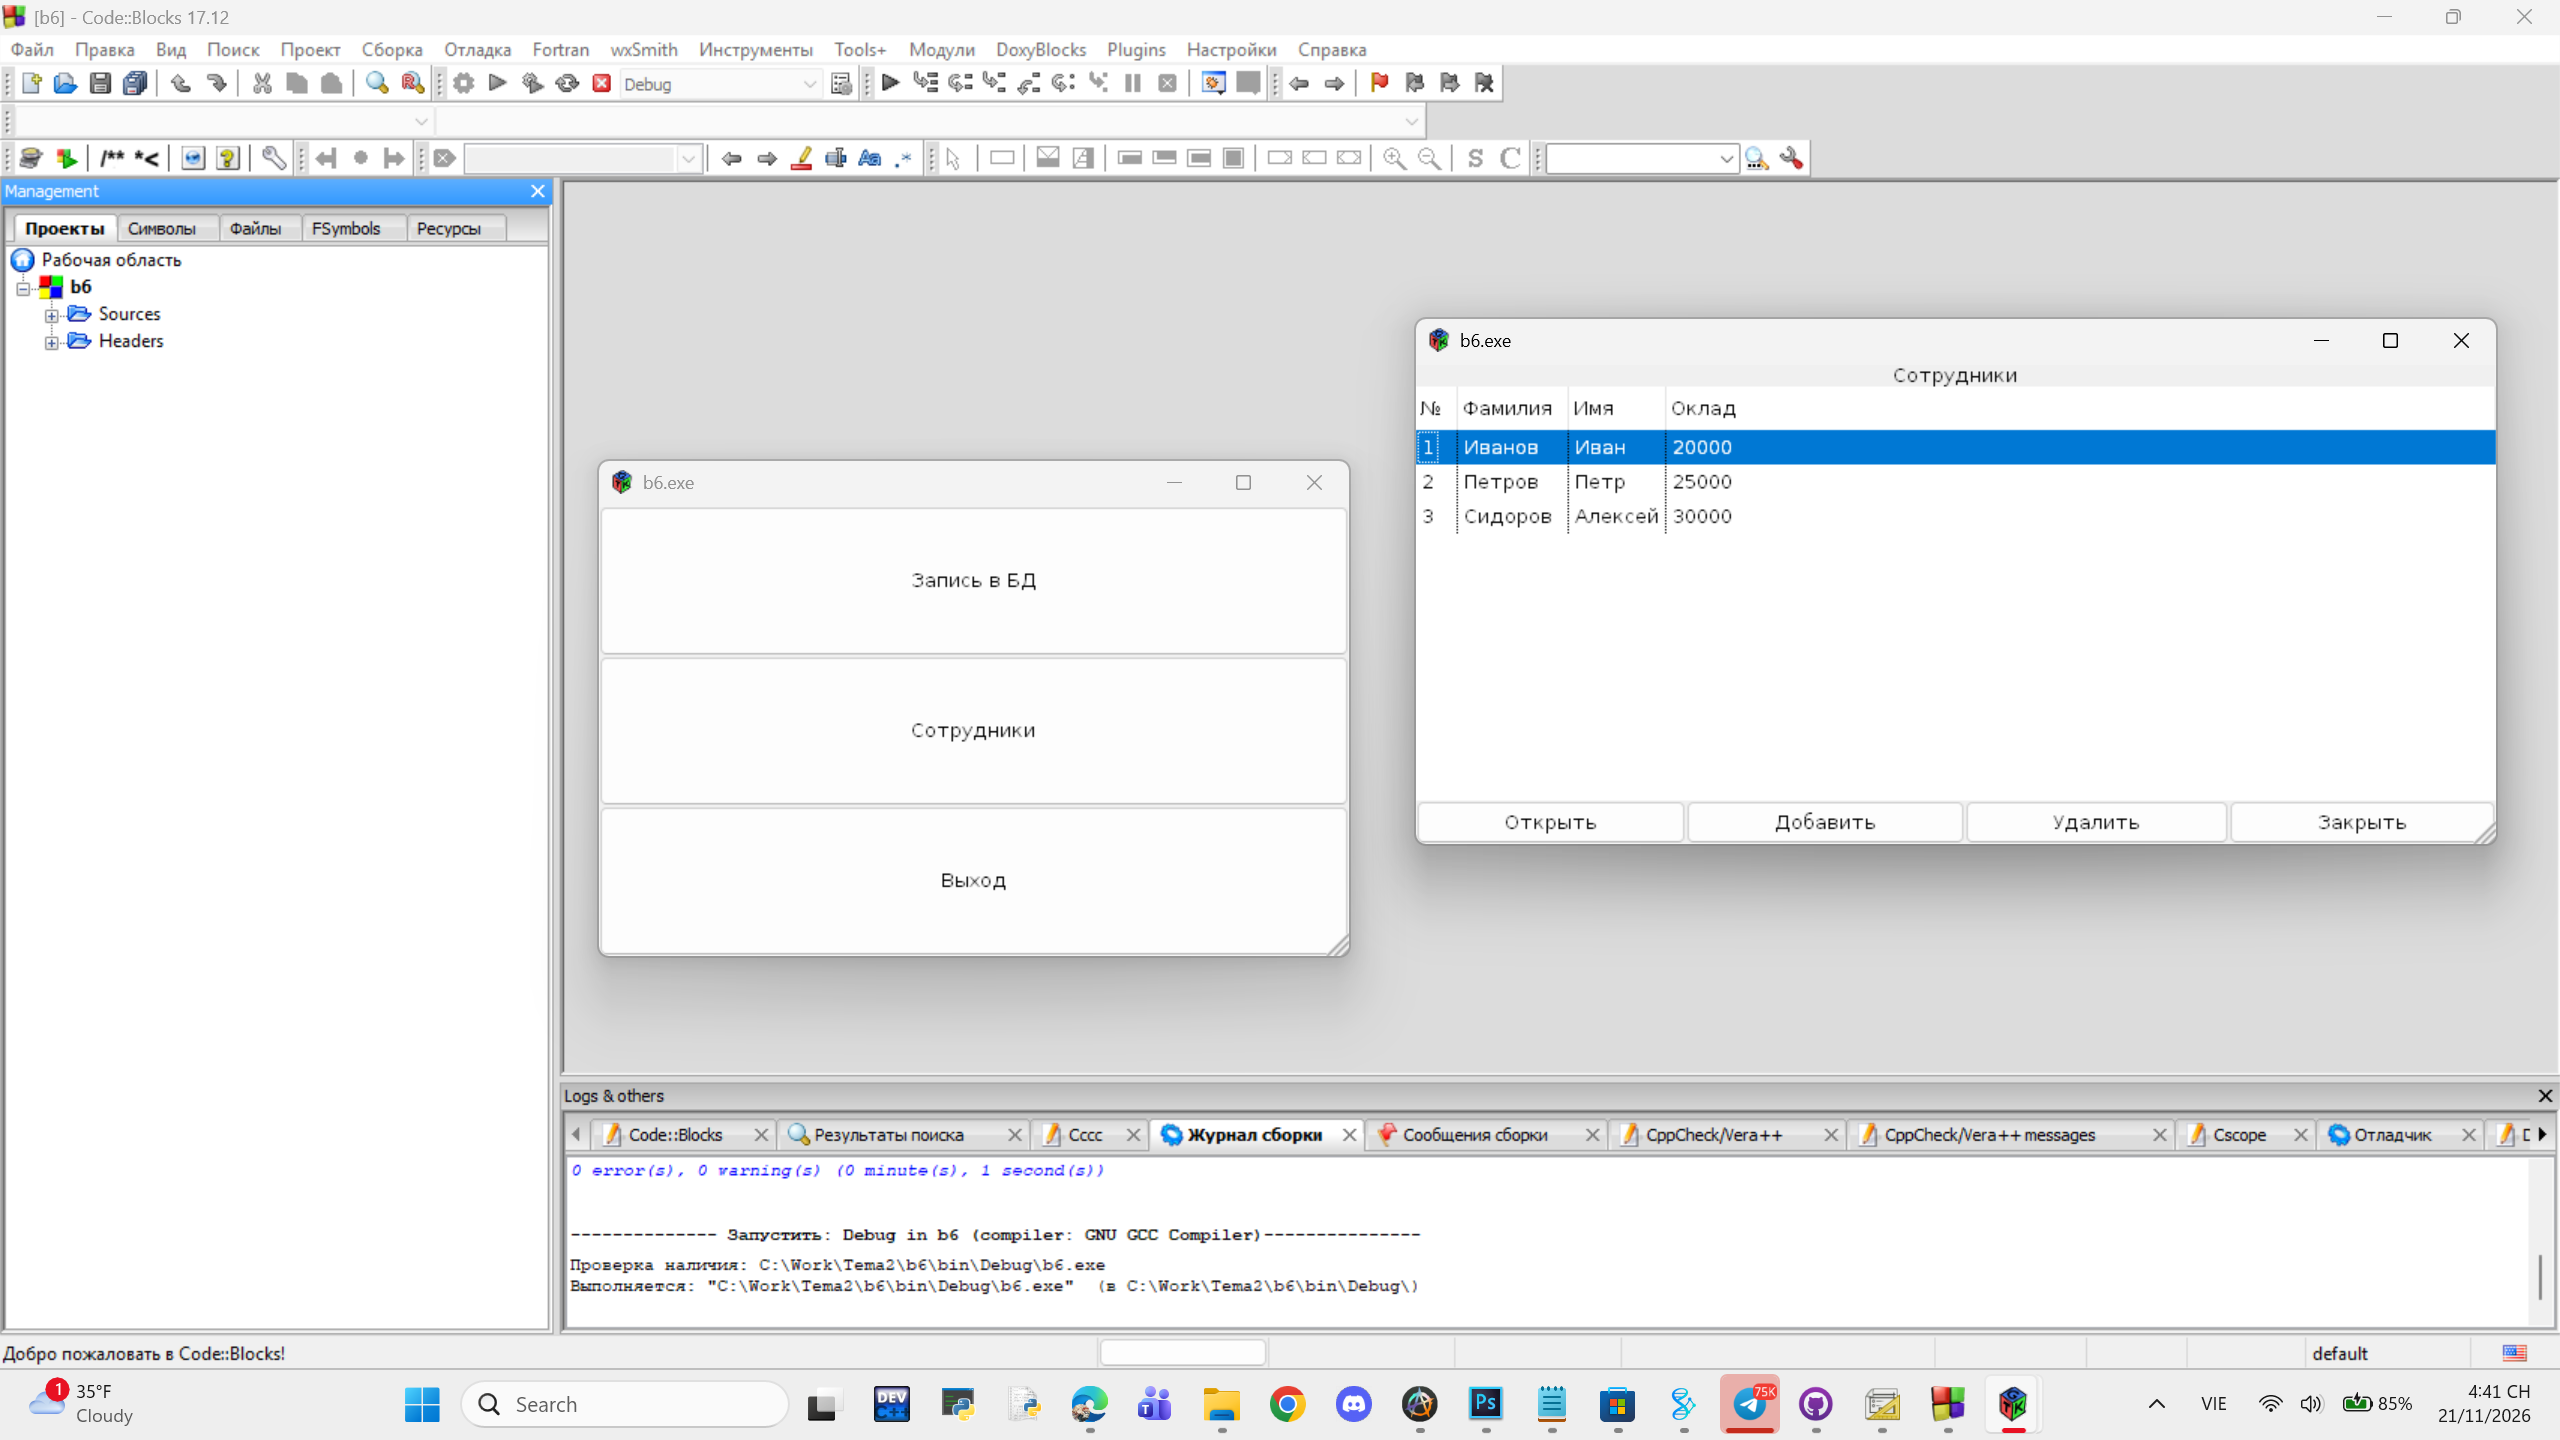 [b6] - Code::Blocks 17.12
Файл Правка Вид Поиск Проект Сборка Отладка Fortran wxSmith Инструменты Tools+ Модули DoxyBlocks Plugins Настройки Справка
Debug
/** *<
S C
Management
Проекты Символы Файлы FSymbols Ресурсы
Рабочая область
b6
Sources
Headers
b6.exe
Запись в БД
Сотрудники
Выход
b6.exe
Сотрудники
№ Фамилия Имя Оклад
1 Иванов Иван 20000
2 Петров Петр 25000
3 Сидоров Алексей 30000
Открыть Добавить Удалить Закрыть
Logs & others
Code::Blocks Результаты поиска Cccc Журнал сборки Сообщения сборки CppCheck/Vera++ CppCheck/Vera++ messages Cscope Отладчик
0 error(s), 0 warning(s) (0 minute(s), 1 second(s))
-------------- Запустить: Debug in b6 (compiler: GNU GCC Compiler)---------------
Проверка наличия: C:\Work\Tema2\b6\bin\Debug\b6.exe
Выполняется: "C:\Work\Tema2\b6\bin\Debug\b6.exe" (в C:\Work\Tema2\b6\bin\Debug\)
Добро пожаловать в Code::Blocks!
default
1 35°F
Cloudy
Search
DEV C++
T
Ps
75K
VIE
85%
4:41 CH
21/11/2026